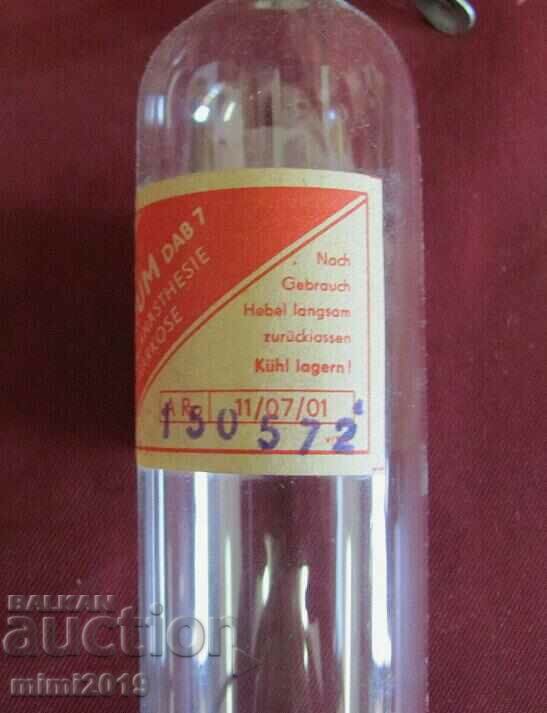 UM DAB 7
ANÄSTHESIE
NARKOSE
Nach
Gebrauch
Hebel langsam
zurücklassen
Kühl lagern!
11/07/01
150572
BALKAN
auction
mimi2019